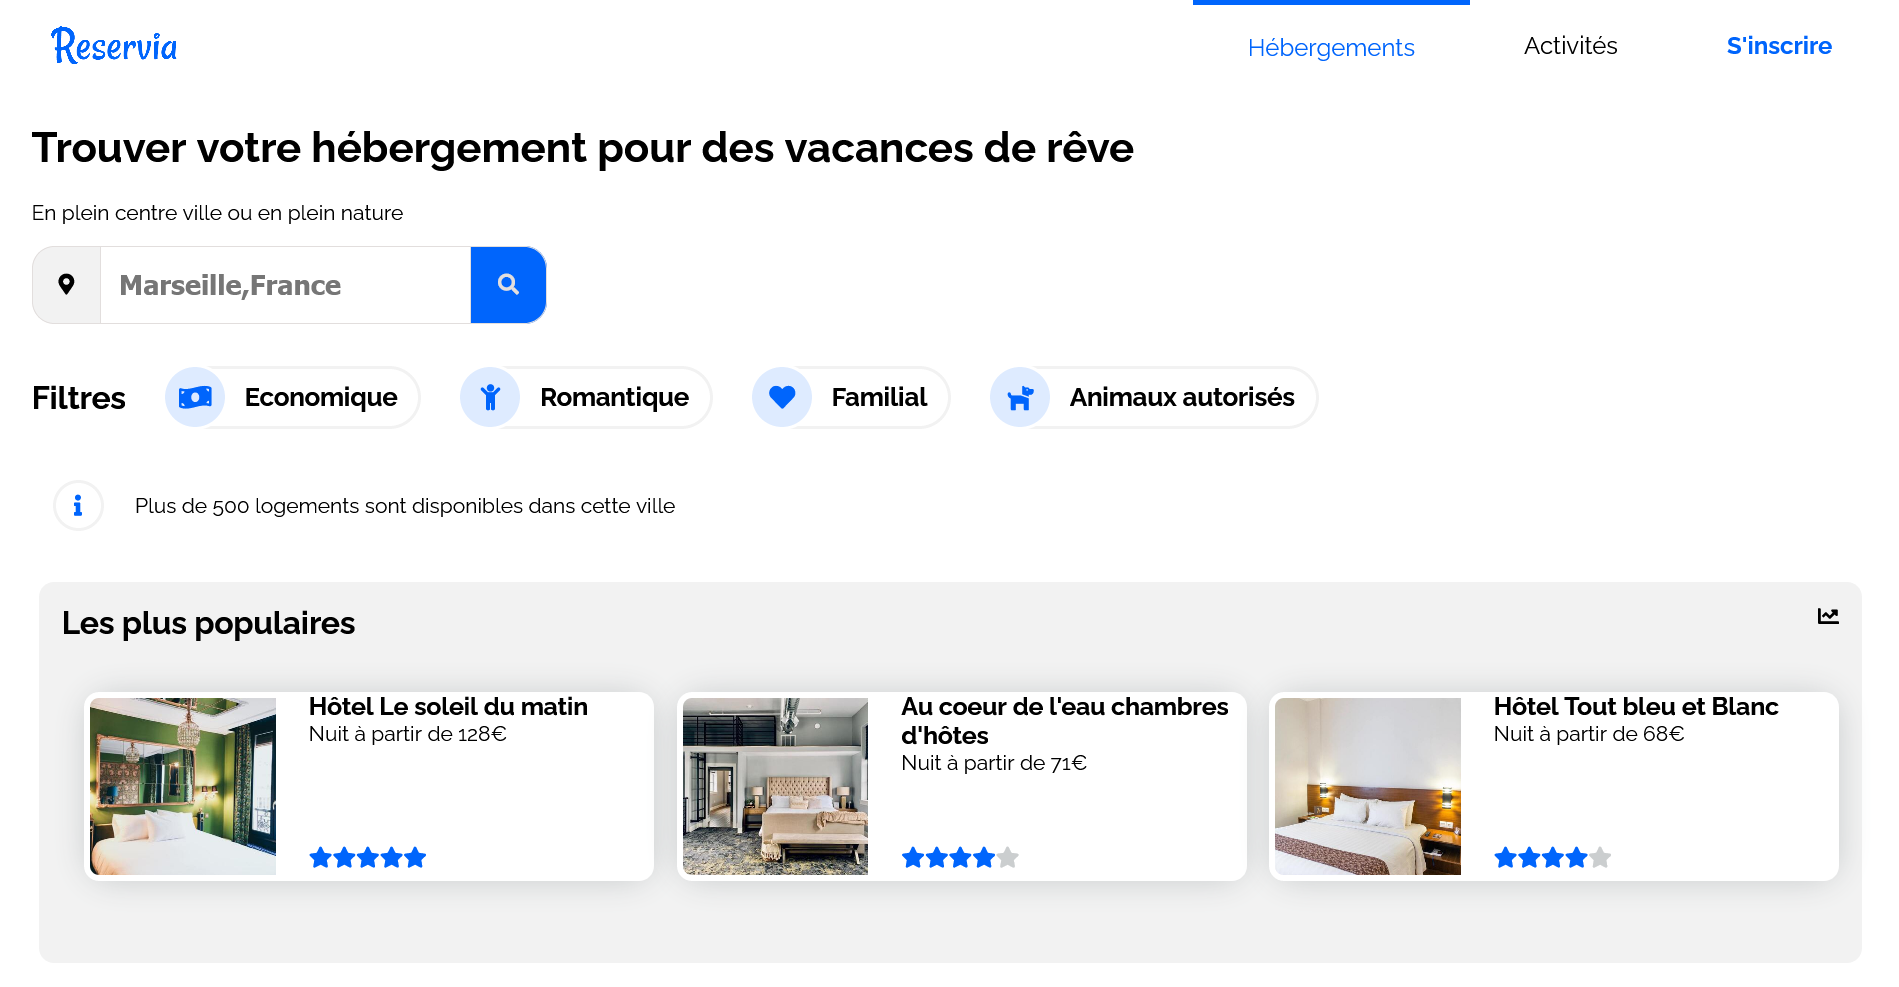 Reservia
Hébergements
Activités
S'inscrire
Trouver votre hébergement pour des vacances de rêve
En plein centre ville ou en plein nature
Marseille,France
Filtres
Economique
Romantique
Familial
Animaux autorisés
Plus de 500 logements sont disponibles dans cette ville
Les plus populaires
Hôtel Le soleil du matin
Nuit à partir de 128€
Au coeur de l'eau chambres
d'hôtes
Nuit à partir de 71€
Hôtel Tout bleu et Blanc
Nuit à partir de 68€